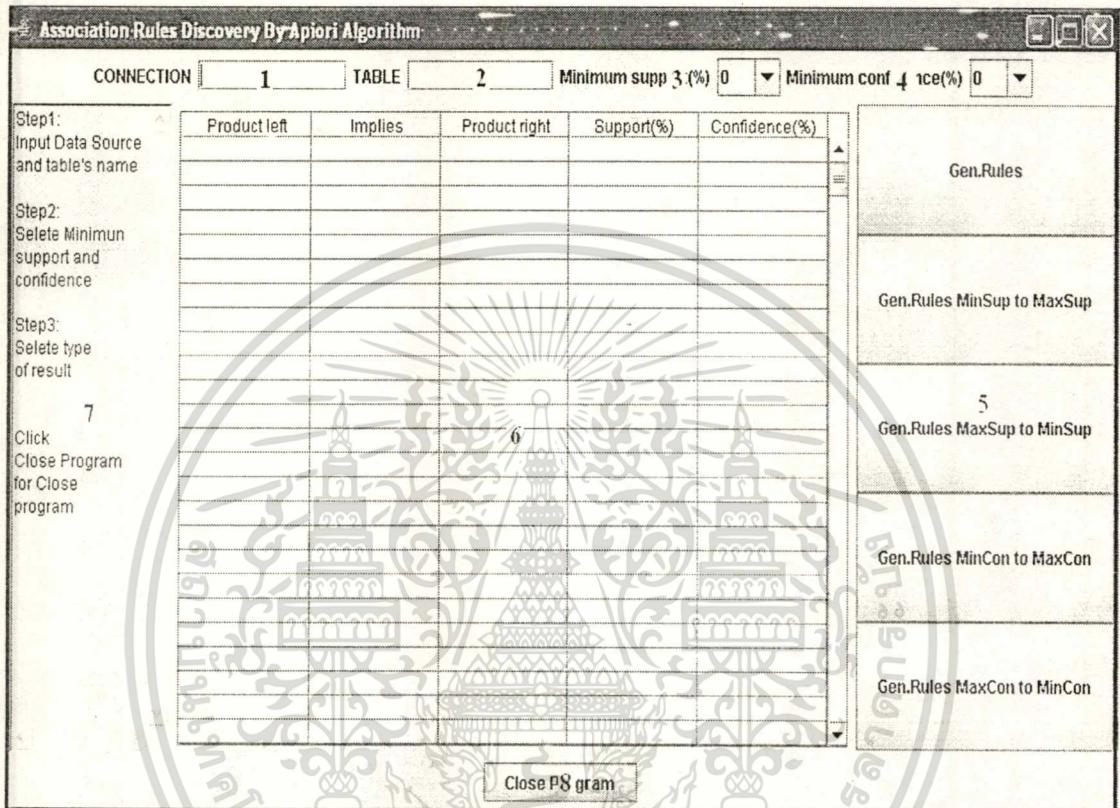 Association Rules Discovery By Apiori Algorithm
CONNECTION 1 TABLE 2 Minimum supp 3 (%) 0 Minimum conf 4 nce(%) 0
Step1:
Input Data Source
and table's name
Step2:
Selete Minimun
support and
confidence
Step3:
Selete type
of result
7
Click
Close Program
for Close
program
Product left Implies Product right Support(%) Confidence(%)
6
Gen.Rules
Gen.Rules MinSup to MaxSup
5
Gen.Rules MaxSup to MinSup
Gen.Rules MinCon to MaxCon
Gen.Rules MaxCon to MinCon
Close P8 gram